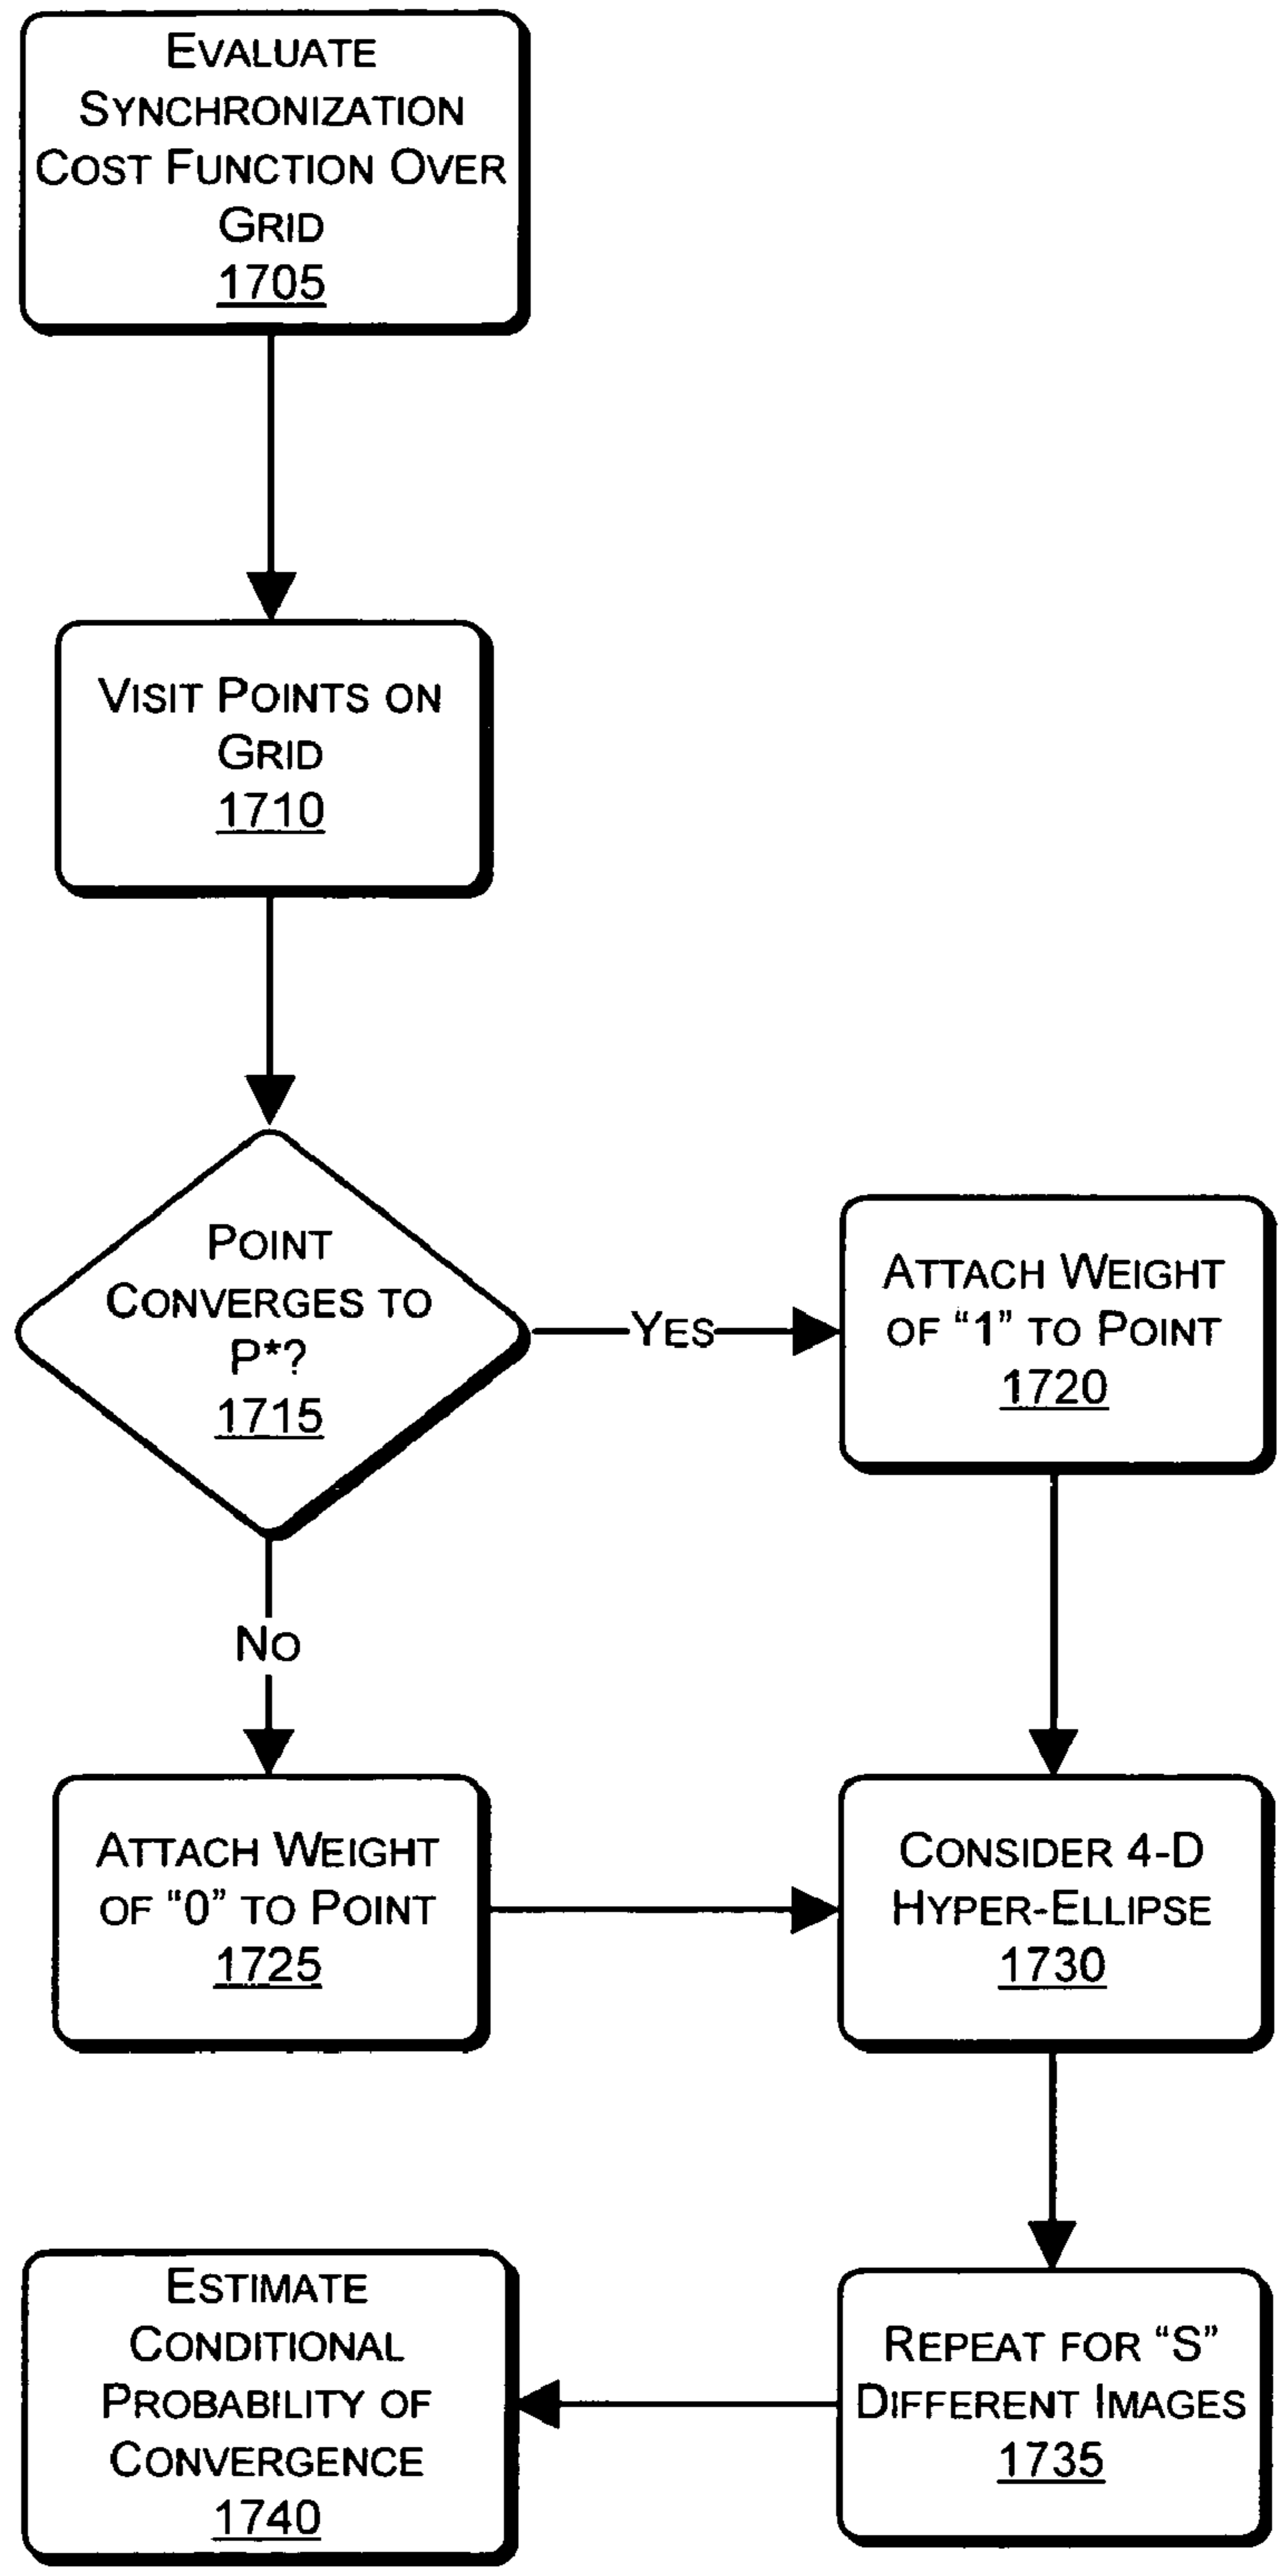 EVALUATE
SYNCHRONIZATION
COST FUNCTION OVER
GRID
1705
VISIT POINTS ON
GRID
1710
POINT
CONVERGES TO
P*?
1715
YES
ATTACH WEIGHT
OF “1” TO POINT
1720
NO
ATTACH WEIGHT
OF “0” TO POINT
1725
CONSIDER 4-D
HYPER-ELLIPSE
1730
REPEAT FOR “S”
DIFFERENT IMAGES
1735
ESTIMATE
CONDITIONAL
PROBABILITY OF
CONVERGENCE
1740